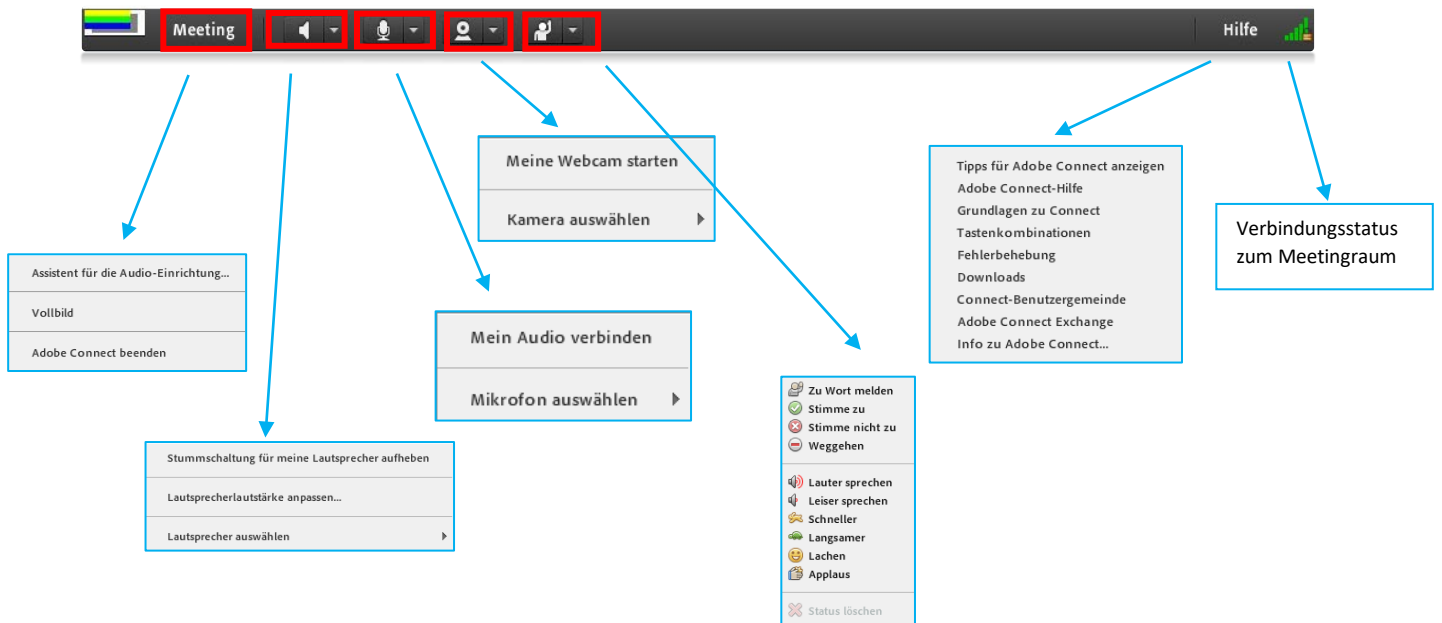 Meeting
Hilfe
Meine Webcam starten
Kamera auswählen
Tipps für Adobe Connect anzeigen
Adobe Connect-Hilfe
Grundlagen zu Connect
Tastenkombinationen
Fehlerbehebung
Downloads
Connect-Benutzergemeinde
Adobe Connect Exchange
Info zu Adobe Connect...
Verbindungsstatus
zum Meetingraum
Assistent für die Audio-Einrichtung...
Vollbild
Adobe Connect beenden
Mein Audio verbinden
Mikrofon auswählen
Zu Wort melden
Stimme zu
Stimme nicht zu
Weggehen
Lauter sprechen
Leiser sprechen
Schneller
Langsamer
Lachen
Applaus
Status löschen
Stummschaltung für meine Lautsprecher aufheben
Lautsprecherlautstärke anpassen...
Lautsprecher auswählen